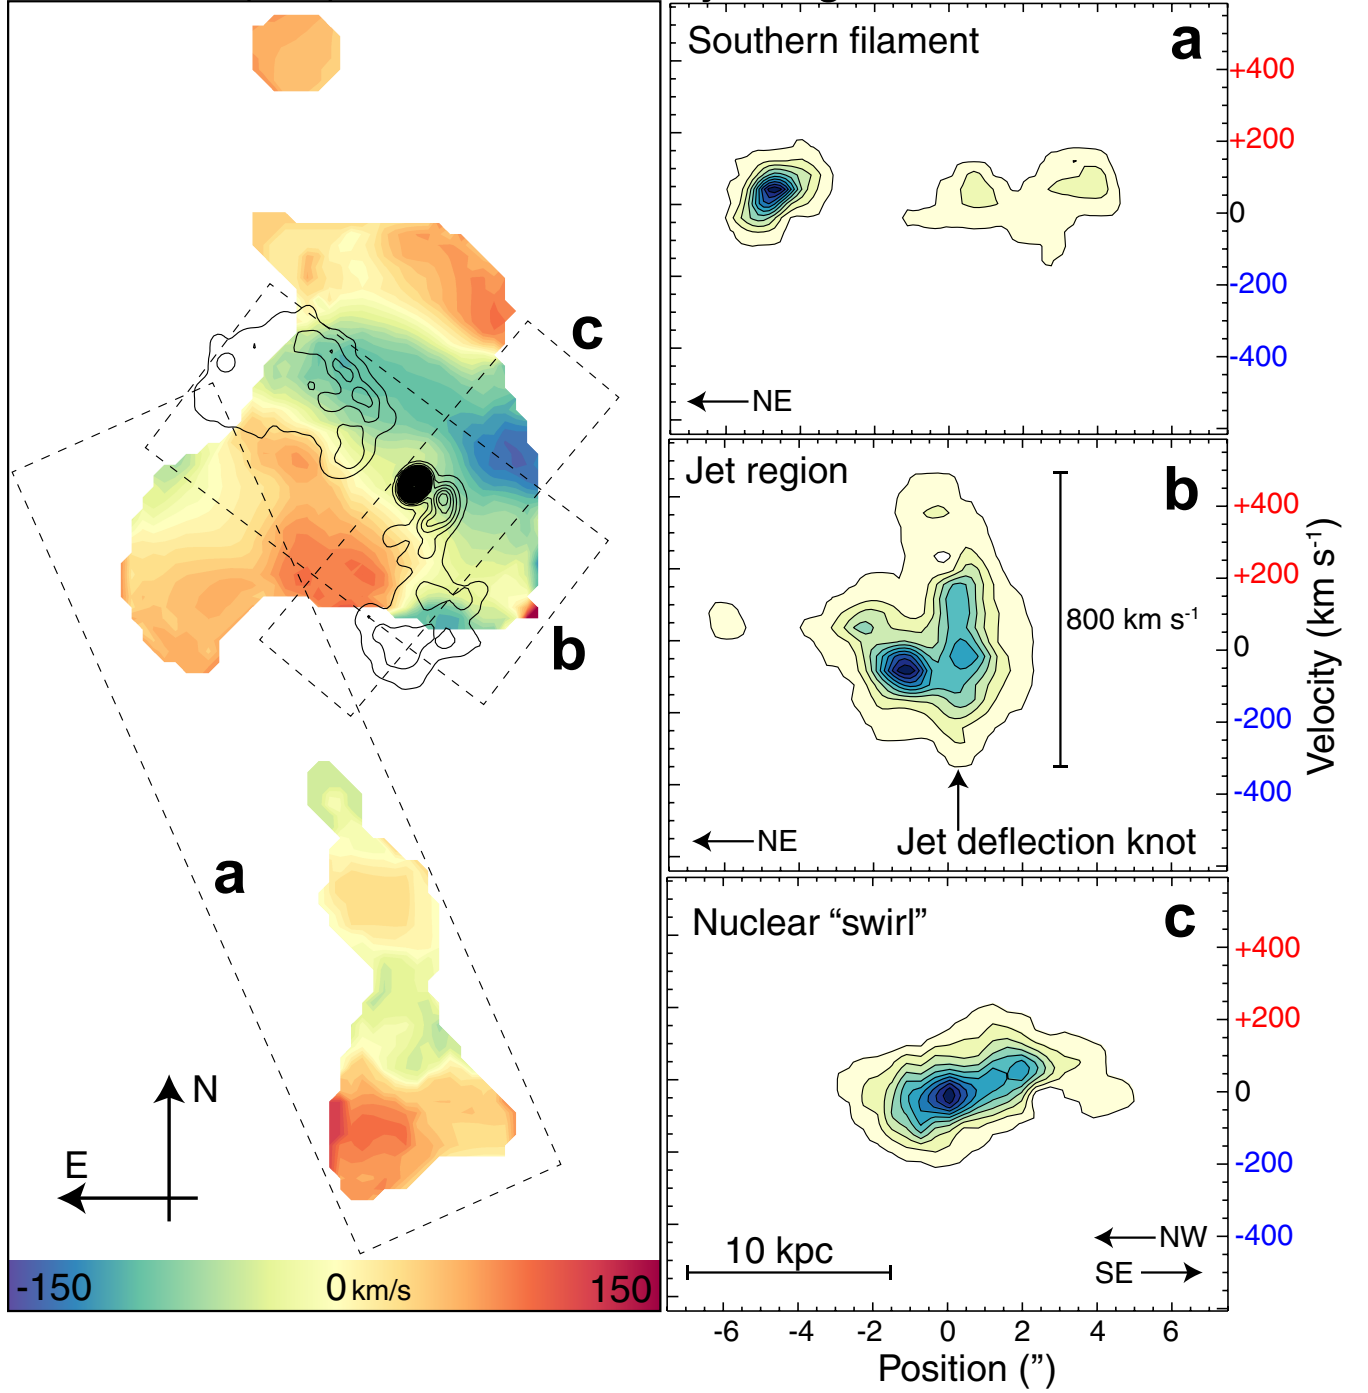 c
b
a
N
E
-150
0 km/s
150
Southern filament
a
+400
+200
0
-200
-400
NE
Jet region
b
+400
+200
0
-200
-400
800 km s-1
NE
Jet deflection knot
Velocity (km s-1)
Nuclear “swirl”
c
+400
+200
0
-200
-400
NW
SE
10 kpc
-6 -4 -2 0 2 4 6
Position (”)